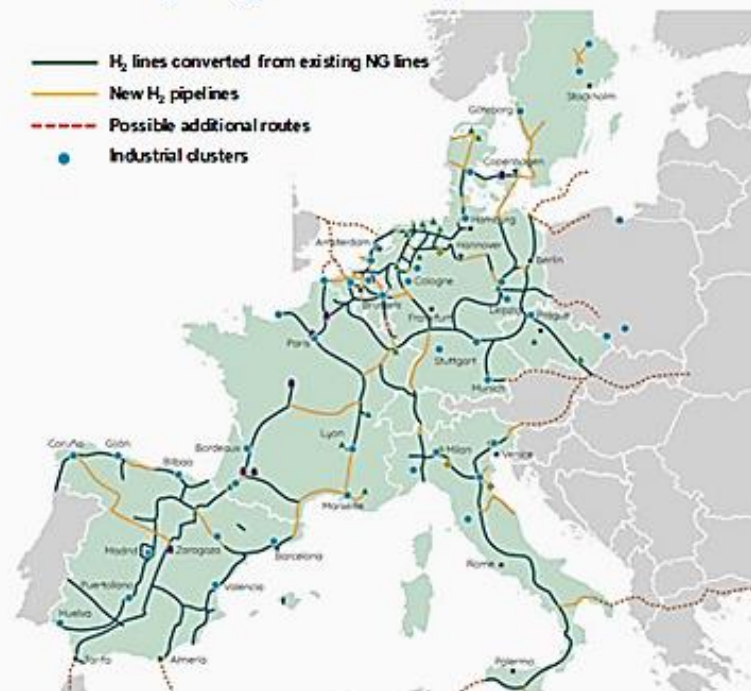 H₂ lines converted from existing NG lines
New H₂ pipelines
Possible additional routes
Industrial clusters
Stockholm
Göteborg
Copenhagen
Hamburg
Amsterdam
Hannover
Berlin
Cologne
Brussels
Leipzig
Prague
Frankfurt
Paris
Stuttgart
Munich
Lyon
Milan
Venice
Coruña
Gijón
Bilbao
Bordeaux
Marseille
Madrid
Zaragoza
Barcelona
Rome
Puertollano
Valencia
Huelva
Tarifa
Almería
Palermo